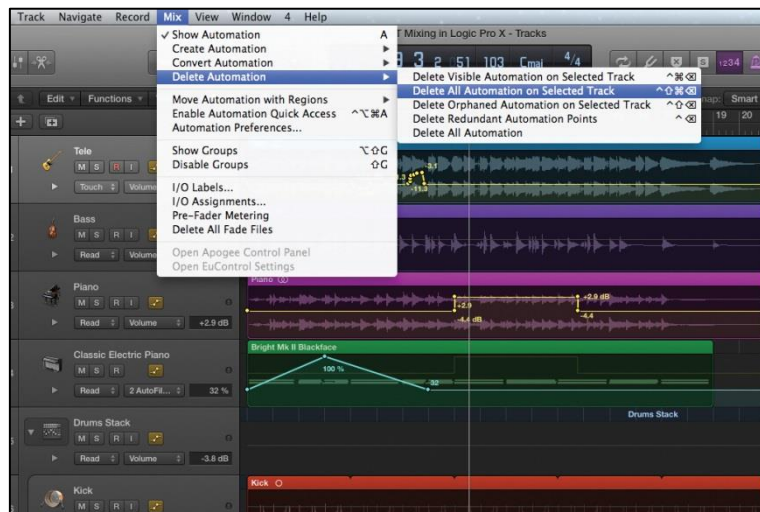 Track Navigate Record Mix View Window 4 Help
T Mixing in Logic Pro X - Tracks
✓ Show Automation A
Create Automation ▶
Convert Automation ▶
Delete Automation ▶
Move Automation with Regions ▶
Enable Automation Quick Access ^⌥⌘A
Automation Preferences...
Show Groups ⌥⇧G
Disable Groups ⇧G
I/O Labels...
I/O Assignments...
Pre-Fader Metering
Delete All Fade Files
Open Apogee Control Panel
Open EuControl Settings
Delete Visible Automation on Selected Track ^⌘⌫
Delete All Automation on Selected Track ^⇧⌘⌫
Delete Orphaned Automation on Selected Track ^⇧⌫
Delete Redundant Automation Points ^⌫
Delete All Automation
3 2 51 103 Cmaj 4/4
S 1234
Edit Functions
Snap: Smart
19 20
Tele
M S R I
Touch Volume
-3.1
-11.3
Bass
M S R I
Read Volume
Piano
M S R I
Read Volume +2.9 dB
Piano
+2.9 dB
+2.9
-4.4 dB
-4.4
Classic Electric Piano
M S R
Read 2 AutoFil... 32 %
Bright Mk II Blackface
100 %
32
Drums Stack
M S R I
Read Volume -3.8 dB
Drums Stack
Kick
M S R I
Kick